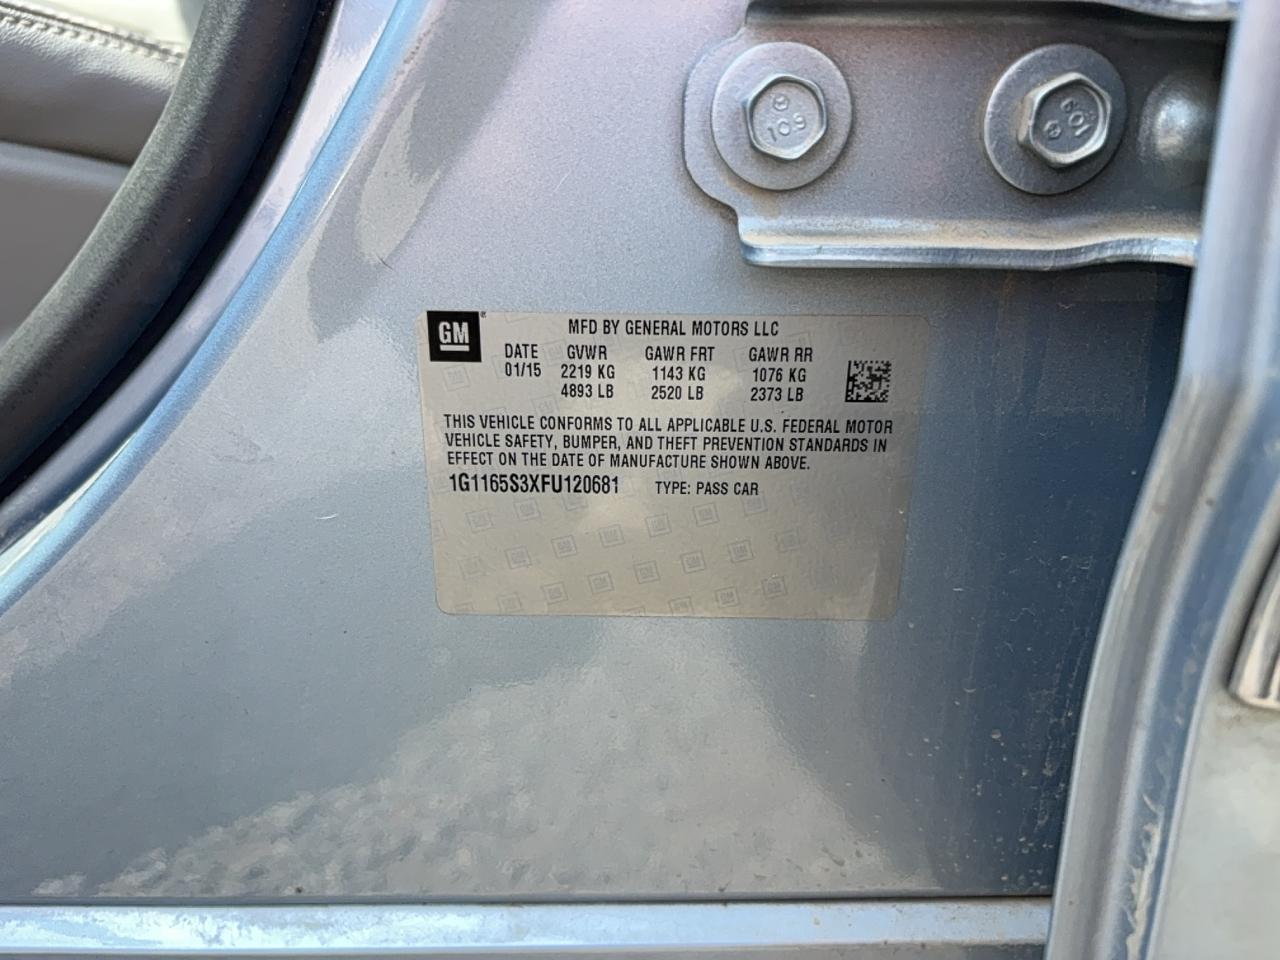 109
109
GM
MFD BY GENERAL MOTORS LLC
DATE GVWR GAWR FRT GAWR RR
01/15 2219 KG 1143 KG 1076 KG
4893 LB 2520 LB 2373 LB
THIS VEHICLE CONFORMS TO ALL APPLICABLE U.S. FEDERAL MOTOR
VEHICLE SAFETY, BUMPER, AND THEFT PREVENTION STANDARDS IN
EFFECT ON THE DATE OF MANUFACTURE SHOWN ABOVE.
1G1165S3XFU120681 TYPE: PASS CAR